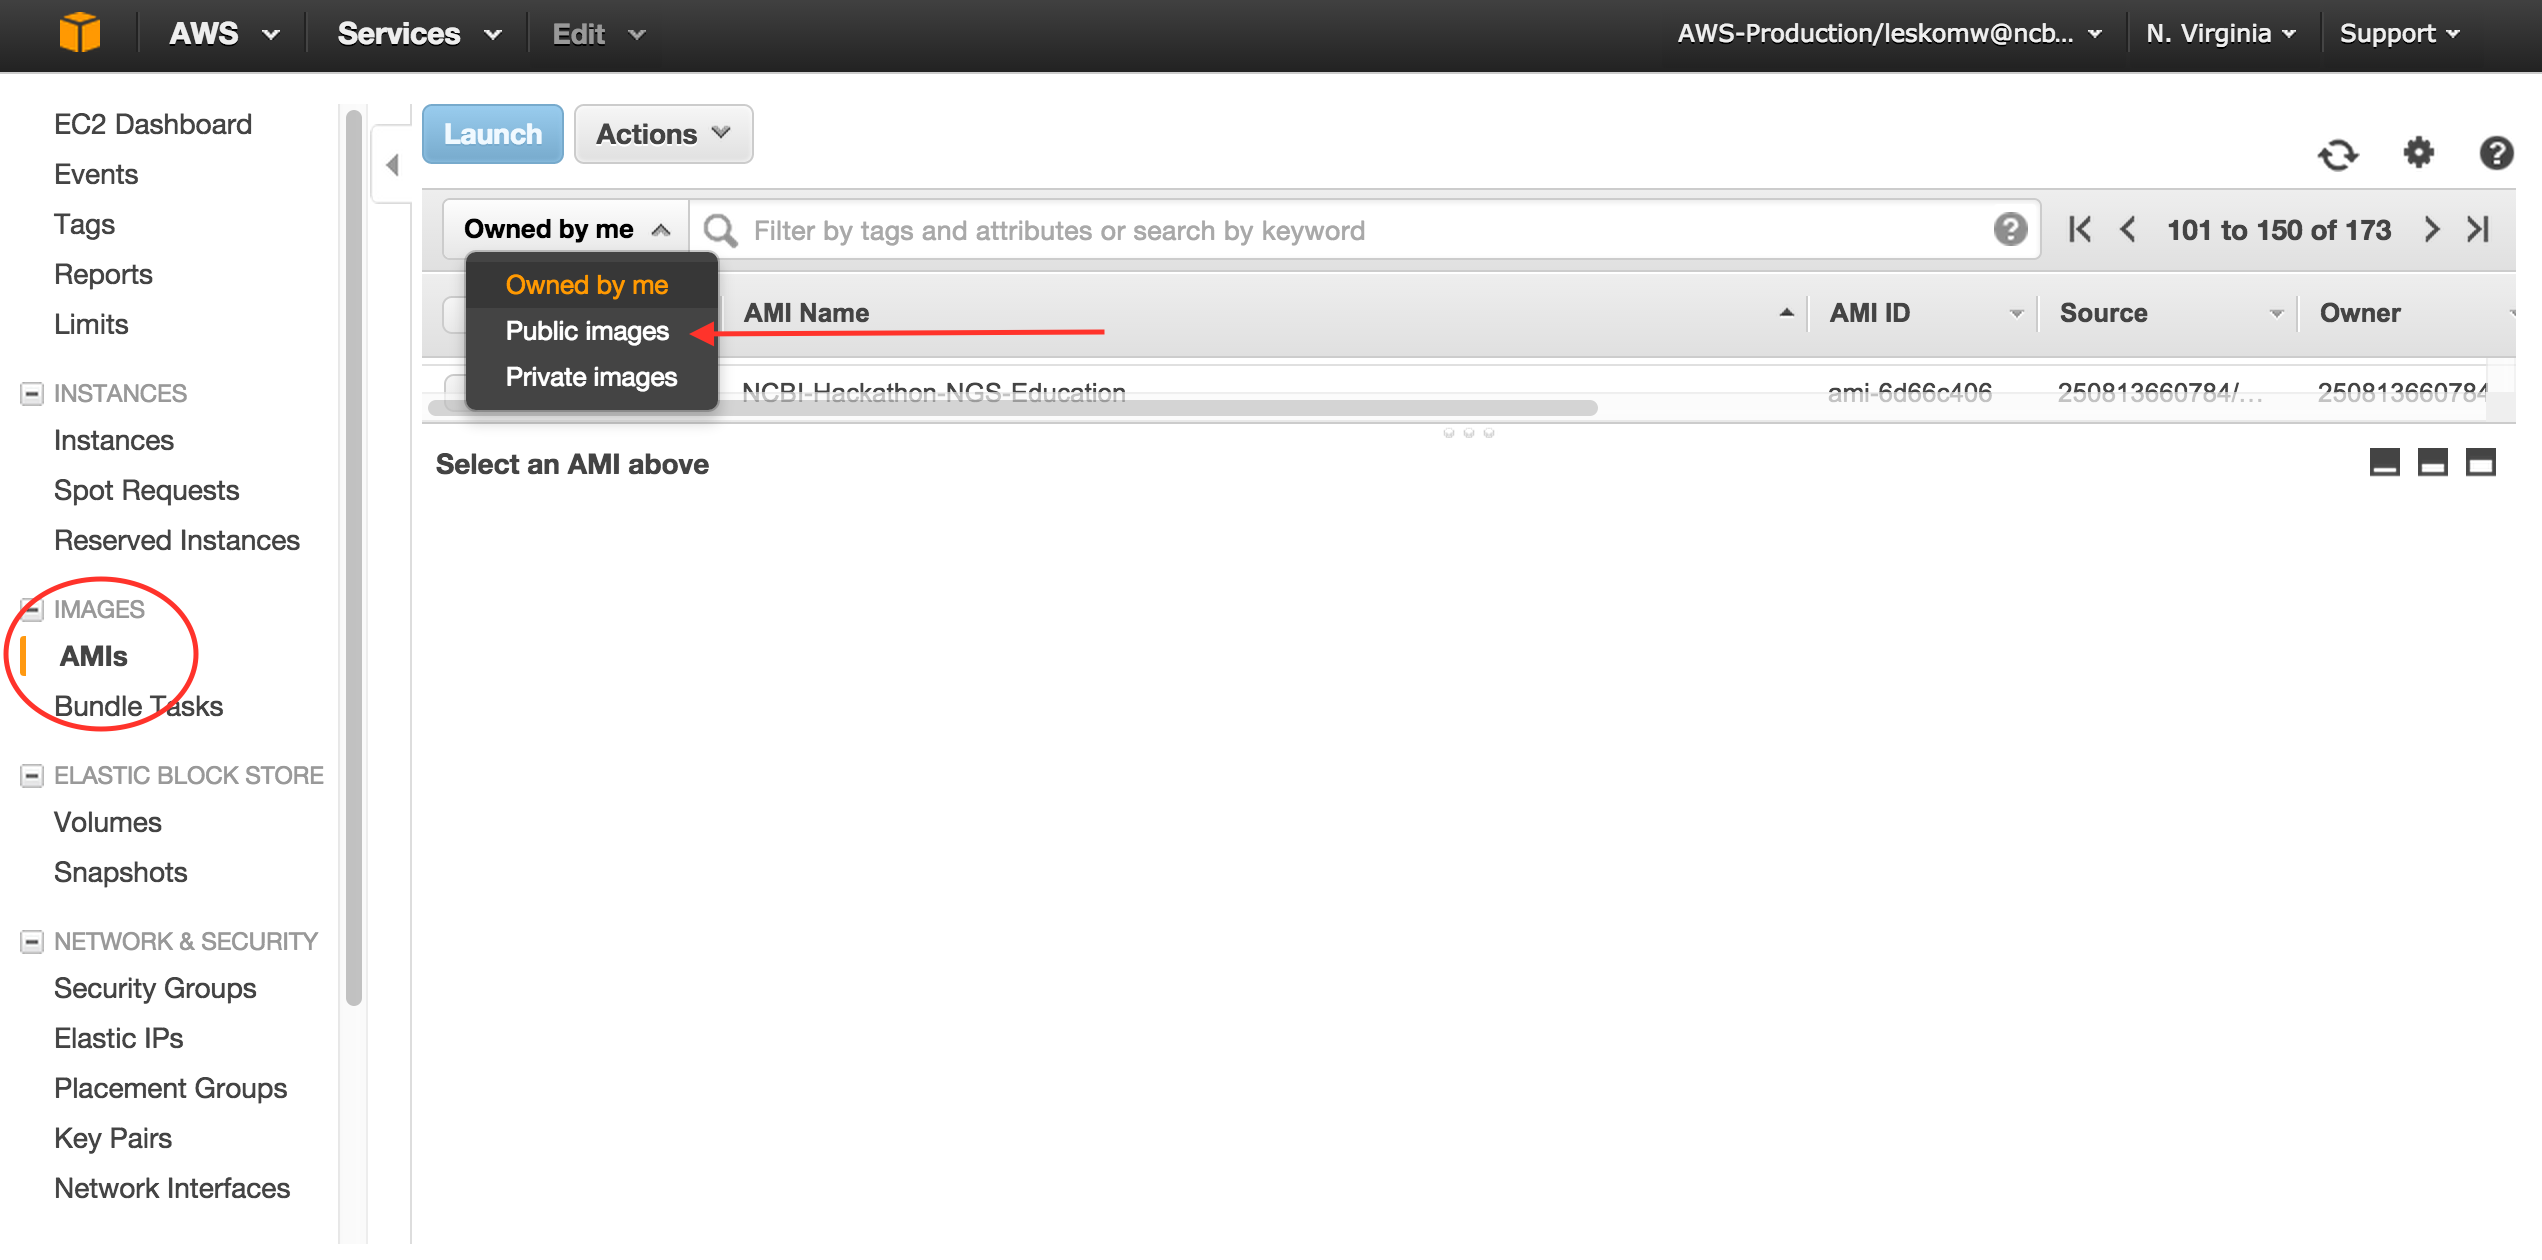 AWS Services Edit AWS-Production/leskomw@ncb... N. Virginia Support
EC2 Dashboard
Events
Tags
Reports
Limits
INSTANCES
Instances
Spot Requests
Reserved Instances
IMAGES
AMIs
Bundle Tasks
ELASTIC BLOCK STORE
Volumes
Snapshots
NETWORK & SECURITY
Security Groups
Elastic IPs
Placement Groups
Key Pairs
Network Interfaces
Launch Actions
Owned by me Filter by tags and attributes or search by keyword 101 to 150 of 173
Owned by me
Public images
Private images
AMI Name AMI ID Source Owner
NCBI-Hackathon-NGS-Education ami-6d66c406 250813660784/... 250813660784
Select an AMI above